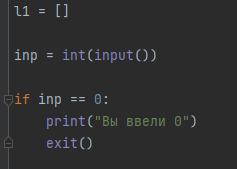 l1 = []
inp = int(input())
if inp == 0:
    print("Вы ввели 0")
    exit()